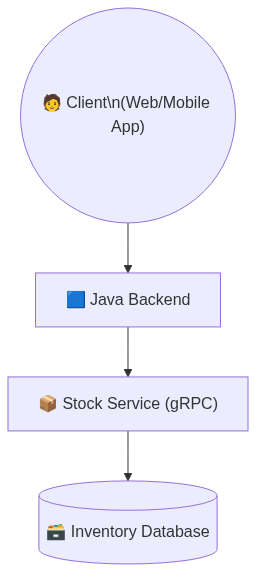 🧑 Client\n(Web/Mobile
App)
🟦 Java Backend
📦 Stock Service (gRPC)
🗃️ Inventory Database